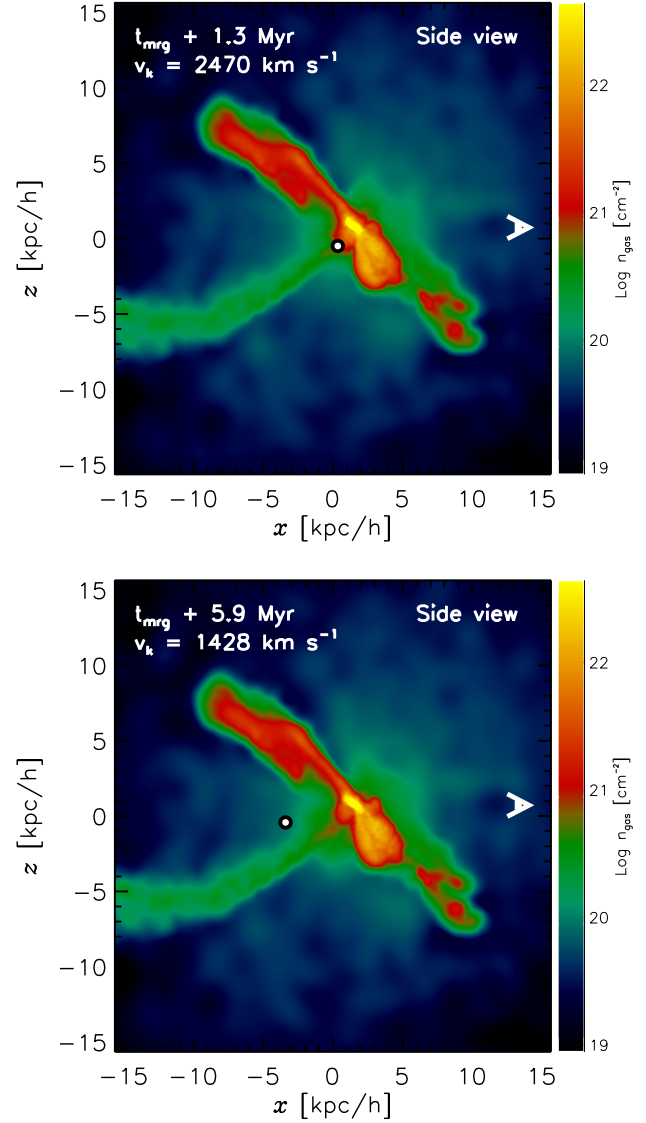 t_mrg + 1.3 Myr Side view
v_k = 2470 km s⁻¹
15
10
5
0
−5
−10
−15
z [kpc/h]
−15 −10 −5 0 5 10 15
x [kpc/h]
22
21
20
19
Log n_gas [cm⁻²]
t_mrg + 5.9 Myr Side view
v_k = 1428 km s⁻¹
15
10
5
0
−5
−10
−15
z [kpc/h]
−15 −10 −5 0 5 10 15
x [kpc/h]
22
21
20
19
Log n_gas [cm⁻²]